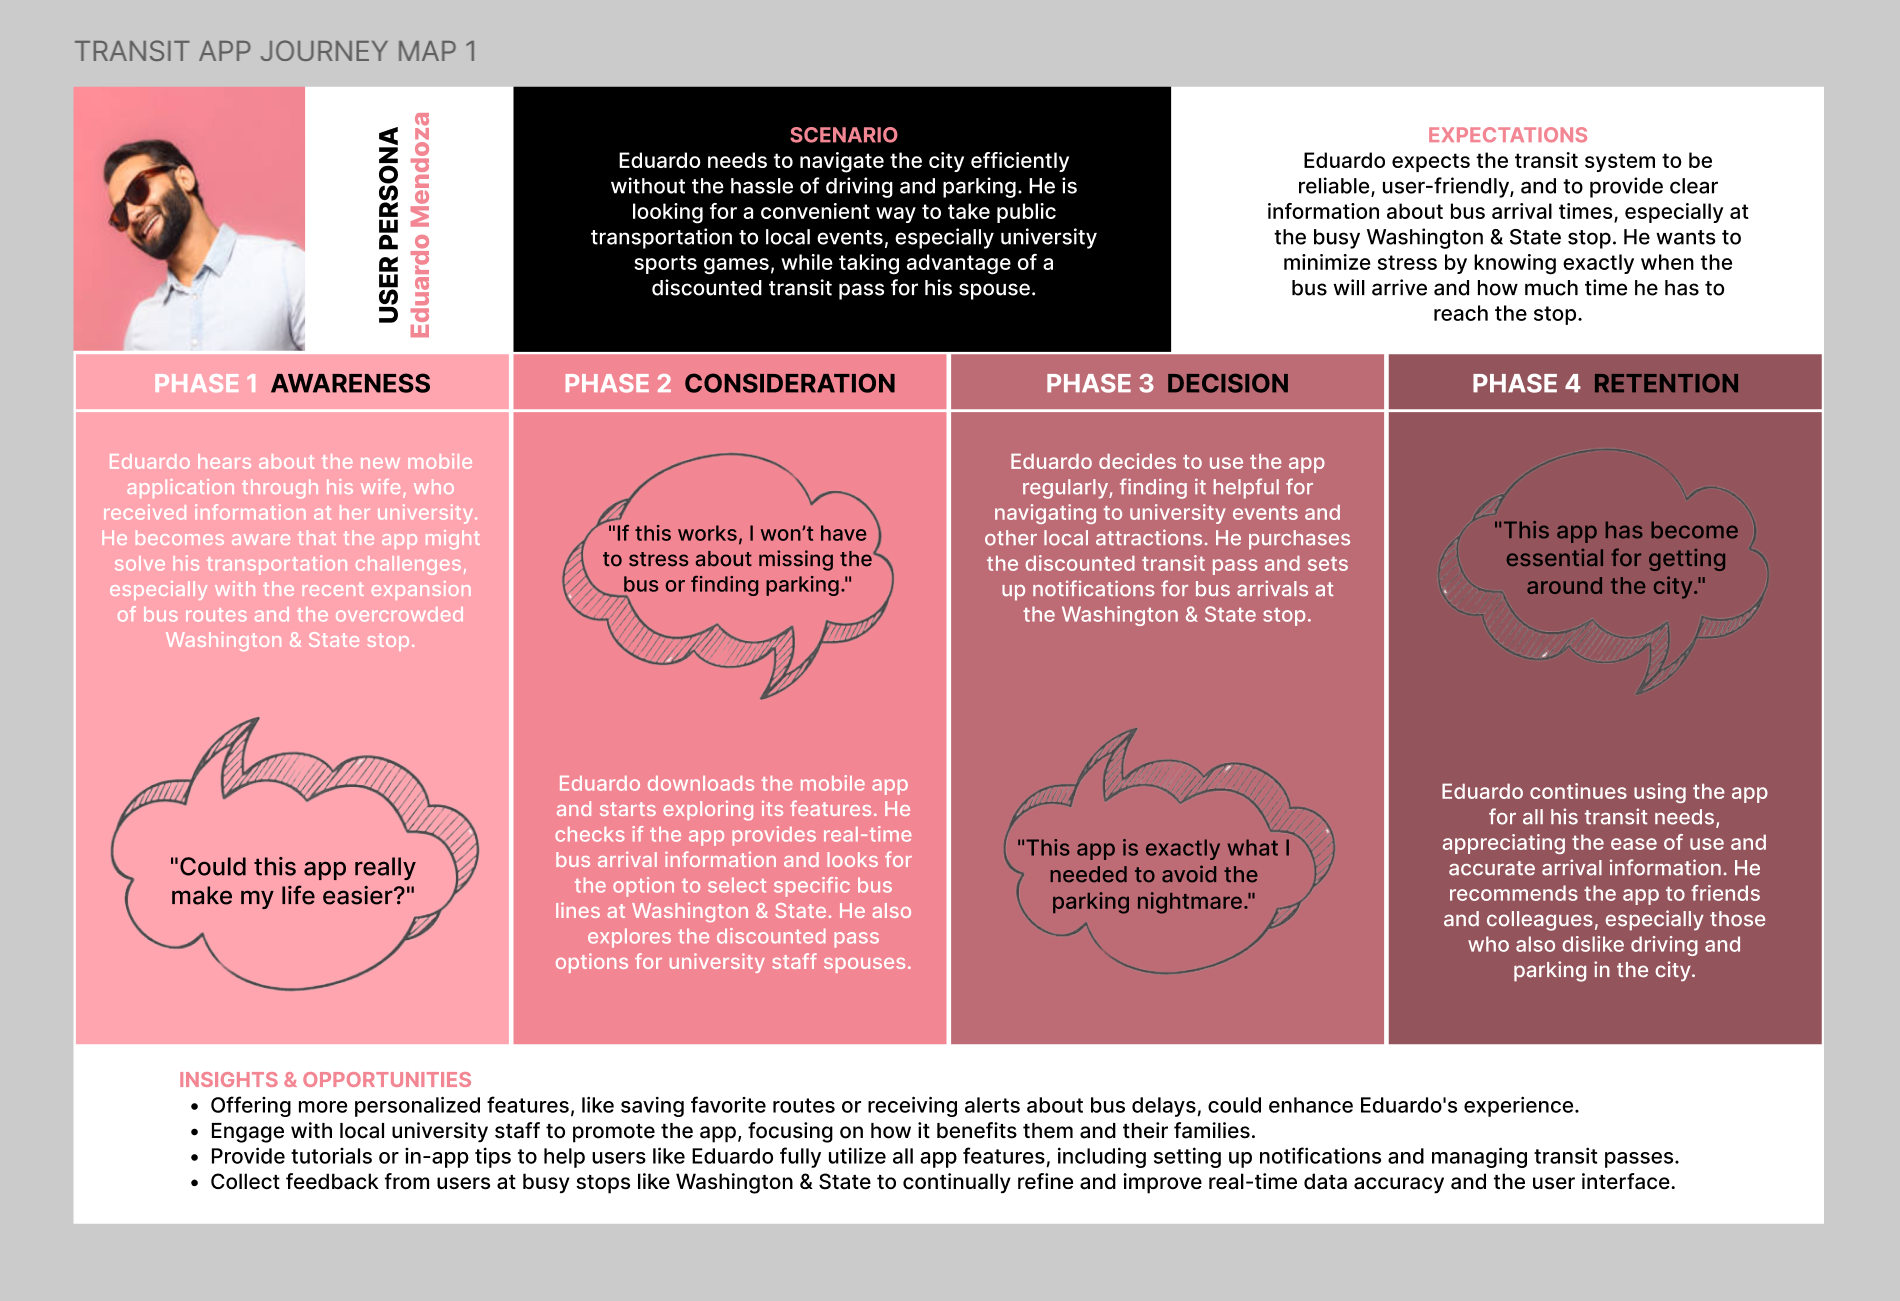 TRANSIT APP JOURNEY MAP 1
USER PERSONA
Eduardo Mendoza
SCENARIO
Eduardo needs to navigate the city efficiently
without the hassle of driving and parking. He is
looking for a convenient way to take public
transportation to local events, especially university
sports games, while taking advantage of a
discounted transit pass for his spouse.
EXPECTATIONS
Eduardo expects the transit system to be
reliable, user-friendly, and to provide clear
information about bus arrival times, especially at
the busy Washington & State stop. He wants to
minimize stress by knowing exactly when the
bus will arrive and how much time he has to
reach the stop.
PHASE 1 AWARENESS
Eduardo hears about the new mobile
application through his wife, who
received information at her university.
He becomes aware that the app might
solve his transportation challenges,
especially with the recent expansion
of bus routes and the overcrowded
Washington & State stop.
"Could this app really
make my life easier?"
PHASE 2 CONSIDERATION
"If this works, I won't have
to stress about missing the
bus or finding parking."
Eduardo downloads the mobile app
and starts exploring its features. He
checks if the app provides real-time
bus arrival information and looks for
the option to select specific bus
lines at Washington & State. He also
explores the discounted pass
options for university staff spouses.
PHASE 3 DECISION
Eduardo decides to use the app
regularly, finding it helpful for
navigating to university events and
other local attractions. He purchases
the discounted transit pass and sets
up notifications for bus arrivals at
the Washington & State stop.
"This app is exactly what I
needed to avoid the
parking nightmare."
PHASE 4 RETENTION
"This app has become
essential for getting
around the city."
Eduardo continues using the app
for all his transit needs,
appreciating the ease of use and
accurate arrival information. He
recommends the app to friends
and colleagues, especially those
who also dislike driving and
parking in the city.
INSIGHTS & OPPORTUNITIES
• Offering more personalized features, like saving favorite routes or receiving alerts about bus delays, could enhance Eduardo's experience.
• Engage with local university staff to promote the app, focusing on how it benefits them and their families.
• Provide tutorials or in-app tips to help users like Eduardo fully utilize all app features, including setting up notifications and managing transit passes.
• Collect feedback from users at busy stops like Washington & State to continually refine and improve real-time data accuracy and the user interface.